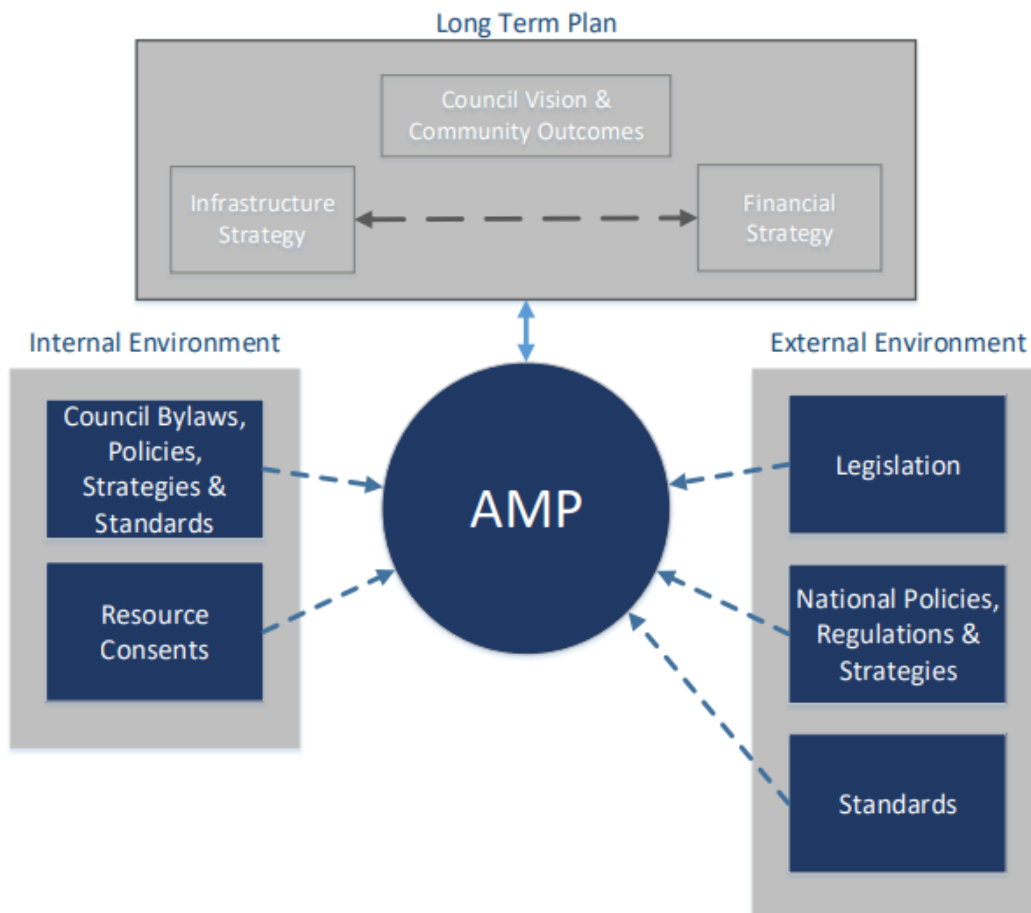 Long Term Plan
Council Vision &
Community Outcomes
Infrastructure
Strategy
Financial
Strategy
Internal Environment
External Environment
Council Bylaws,
Policies,
Strategies &
Standards
Resource
Consents
AMP
Legislation
National Policies,
Regulations &
Strategies
Standards